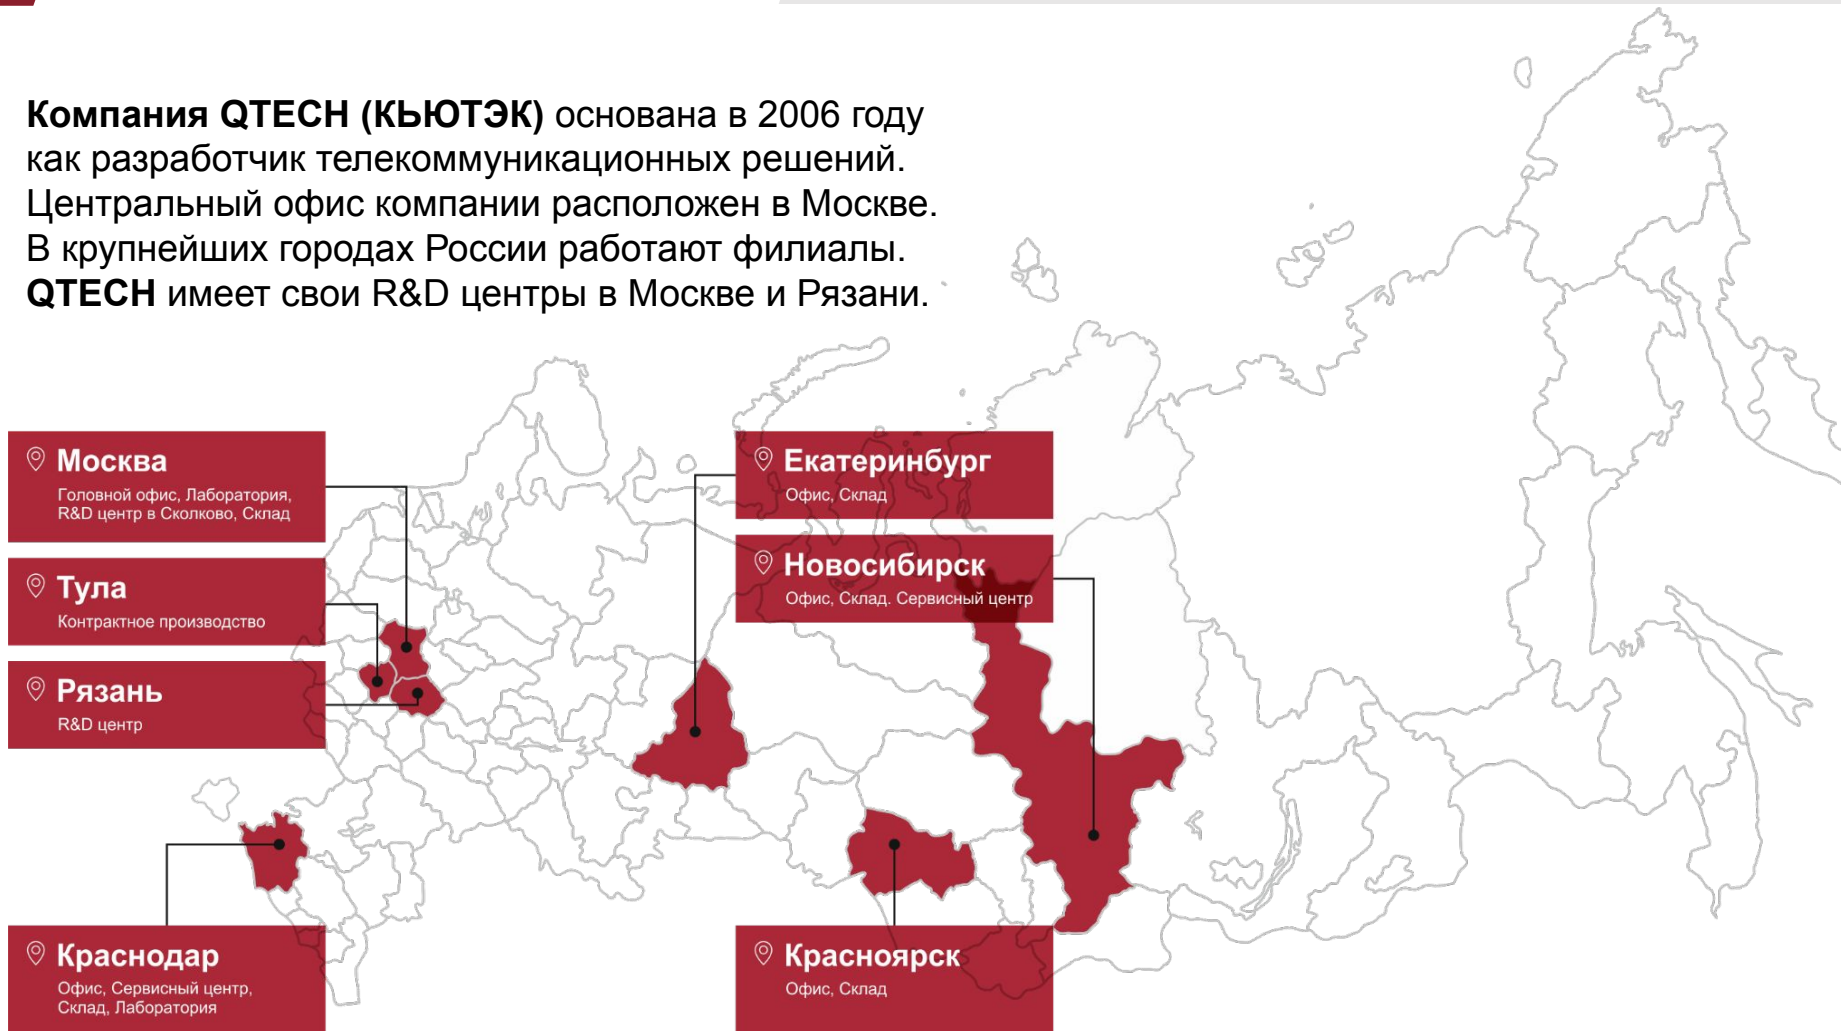 Компания QTECH (КЬЮТЭК) основана в 2006 году
как разработчик телекоммуникационных решений.
Центральный офис компании расположен в Москве.
В крупнейших городах России работают филиалы.
QTECH имеет свои R&D центры в Москве и Рязани.
Москва
Головной офис, Лаборатория,
R&D центр в Сколково, Склад
Тула
Контрактное производство
Рязань
R&D центр
Краснодар
Офис, Сервисный центр,
Склад, Лаборатория
Екатеринбург
Офис, Склад
Новосибирск
Офис, Склад. Сервисный центр
Красноярск
Офис, Склад